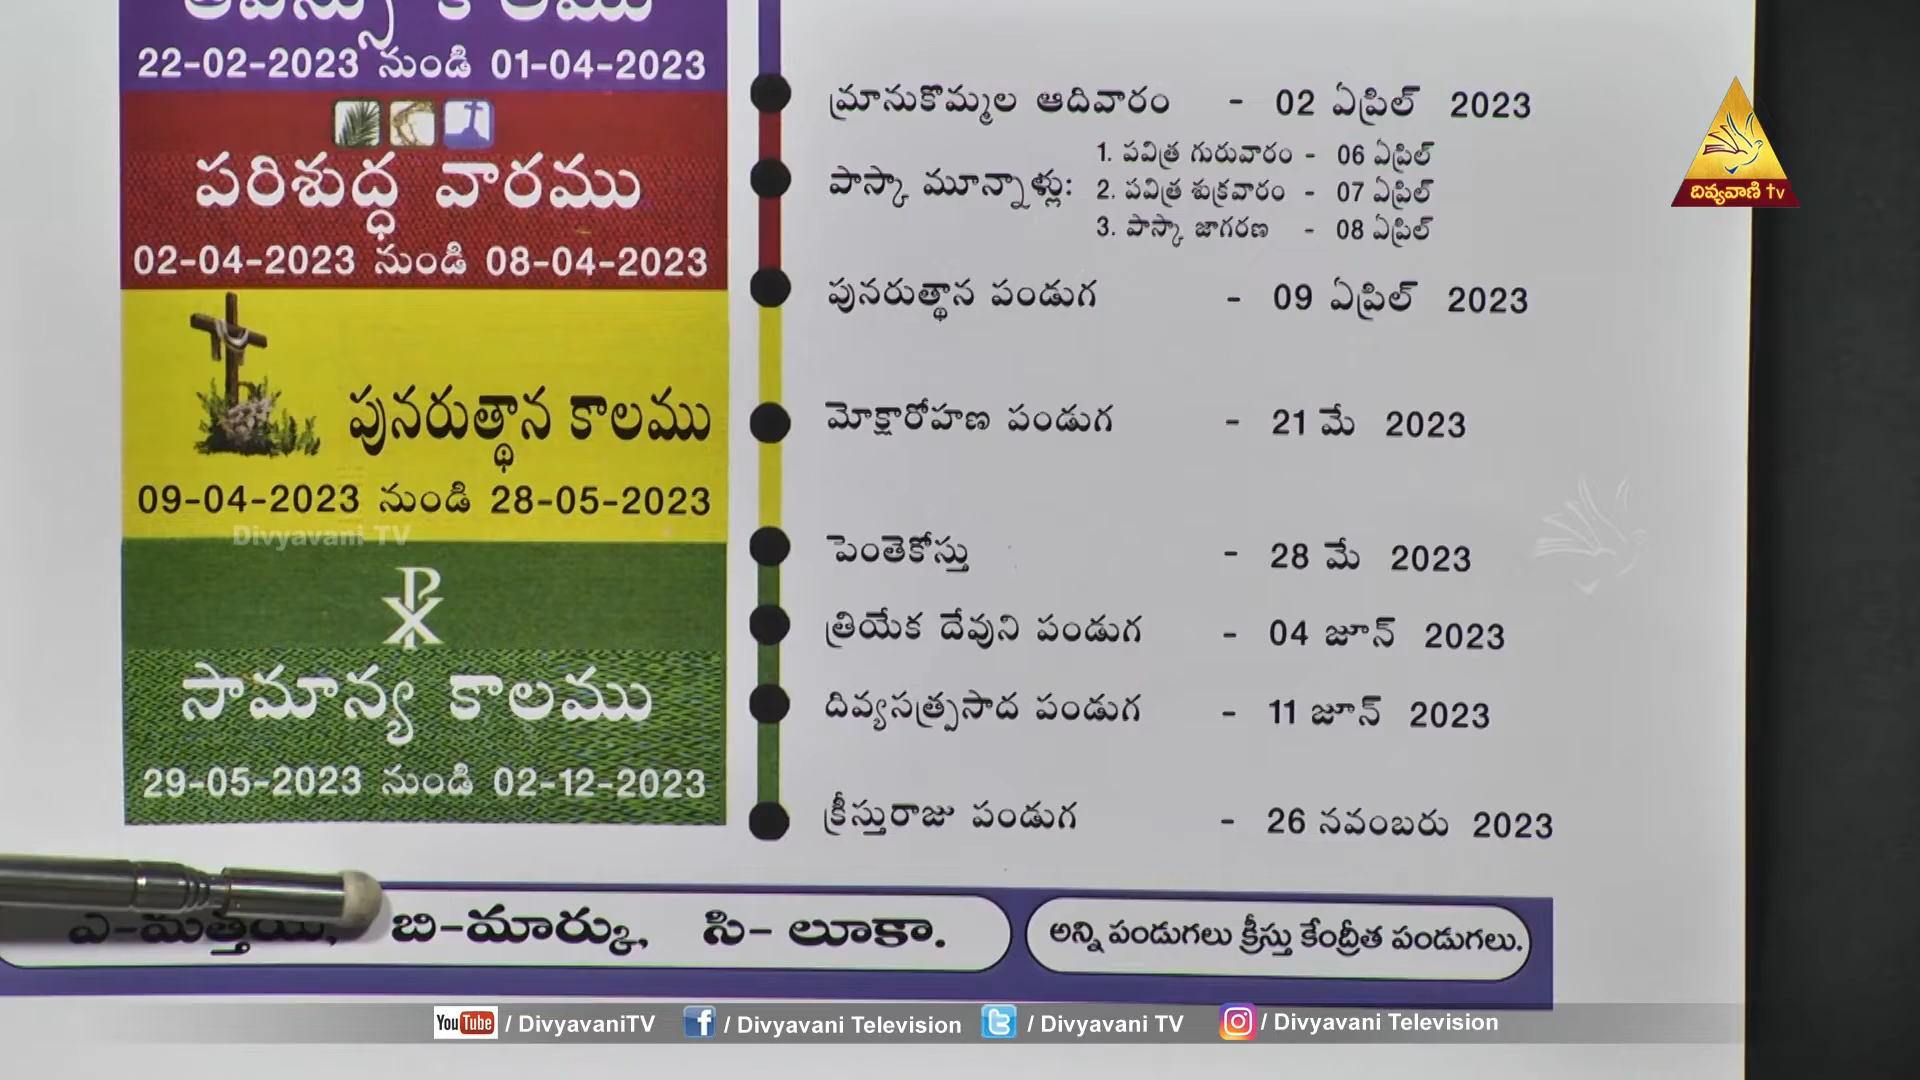 తపస్సు కాలము
22-02-2023 నుండి 01-04-2023
పరిశుద్ధ వారము
02-04-2023 నుండి 08-04-2023
పునరుత్థాన కాలము
09-04-2023 నుండి 28-05-2023
Divyavani TV
సామాన్య కాలము
29-05-2023 నుండి 02-12-2023
మ్రానుకొమ్మల ఆదివారం - 02 ఏప్రిల్ 2023
పాస్కా మూన్నాళ్లు:
1. పవిత్ర గురువారం - 06 ఏప్రిల్
2. పవిత్ర శుక్రవారం - 07 ఏప్రిల్
3. పాస్కా జాగరణ - 08 ఏప్రిల్
పునరుత్థాన పండుగ - 09 ఏప్రిల్ 2023
మోక్షారోహణ పండుగ - 21 మే 2023
పెంతెకోస్తు - 28 మే 2023
త్రియేక దేవుని పండుగ - 04 జూన్ 2023
దివ్యసత్ప్రసాద పండుగ - 11 జూన్ 2023
క్రీస్తురాజు పండుగ - 26 నవంబరు 2023
ఎ-మత్తయి, బి-మార్కు, సి- లూకా.
అన్ని పండుగలు క్రీస్తు కేంద్రీత పండుగలు.
దివ్యవాణి tv
YouTube / DivyavaniTV / Divyavani Television / Divyavani TV / Divyavani Television